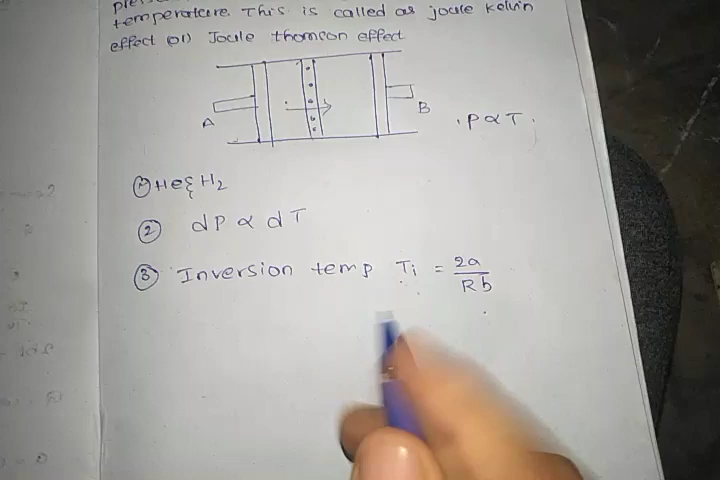 temperature. This is called as joule Kelvin
effect (or) Joule thomson effect
A
B
P ∝ T.
① He & H₂
② dP ∝ dT
③ Inversion temp Ti = 2a / Rb